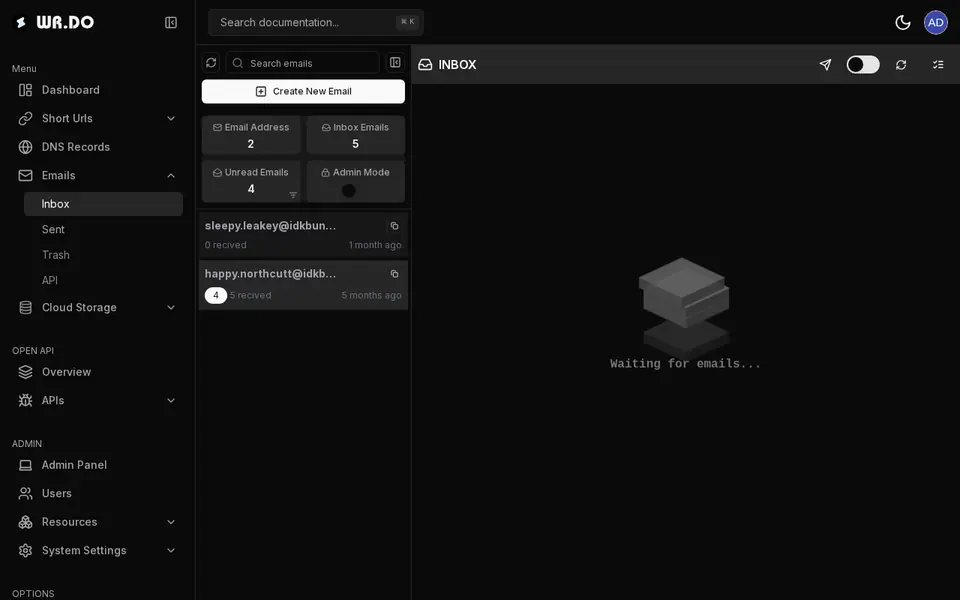 WR.DO
Search documentation...
⌘ K
AD
Menu
Dashboard
Short Urls
DNS Records
Emails
Inbox
Sent
Trash
API
Cloud Storage
OPEN API
Overview
APIs
ADMIN
Admin Panel
Users
Resources
System Settings
OPTIONS
Search emails
Create New Email
Email Address
2
Inbox Emails
5
Unread Emails
4
Admin Mode
sleepy.leakey@idkbun...
0 recived
1 month ago
happy.northcutt@idkb...
4
5 recived
5 months ago
INBOX
Waiting for emails...